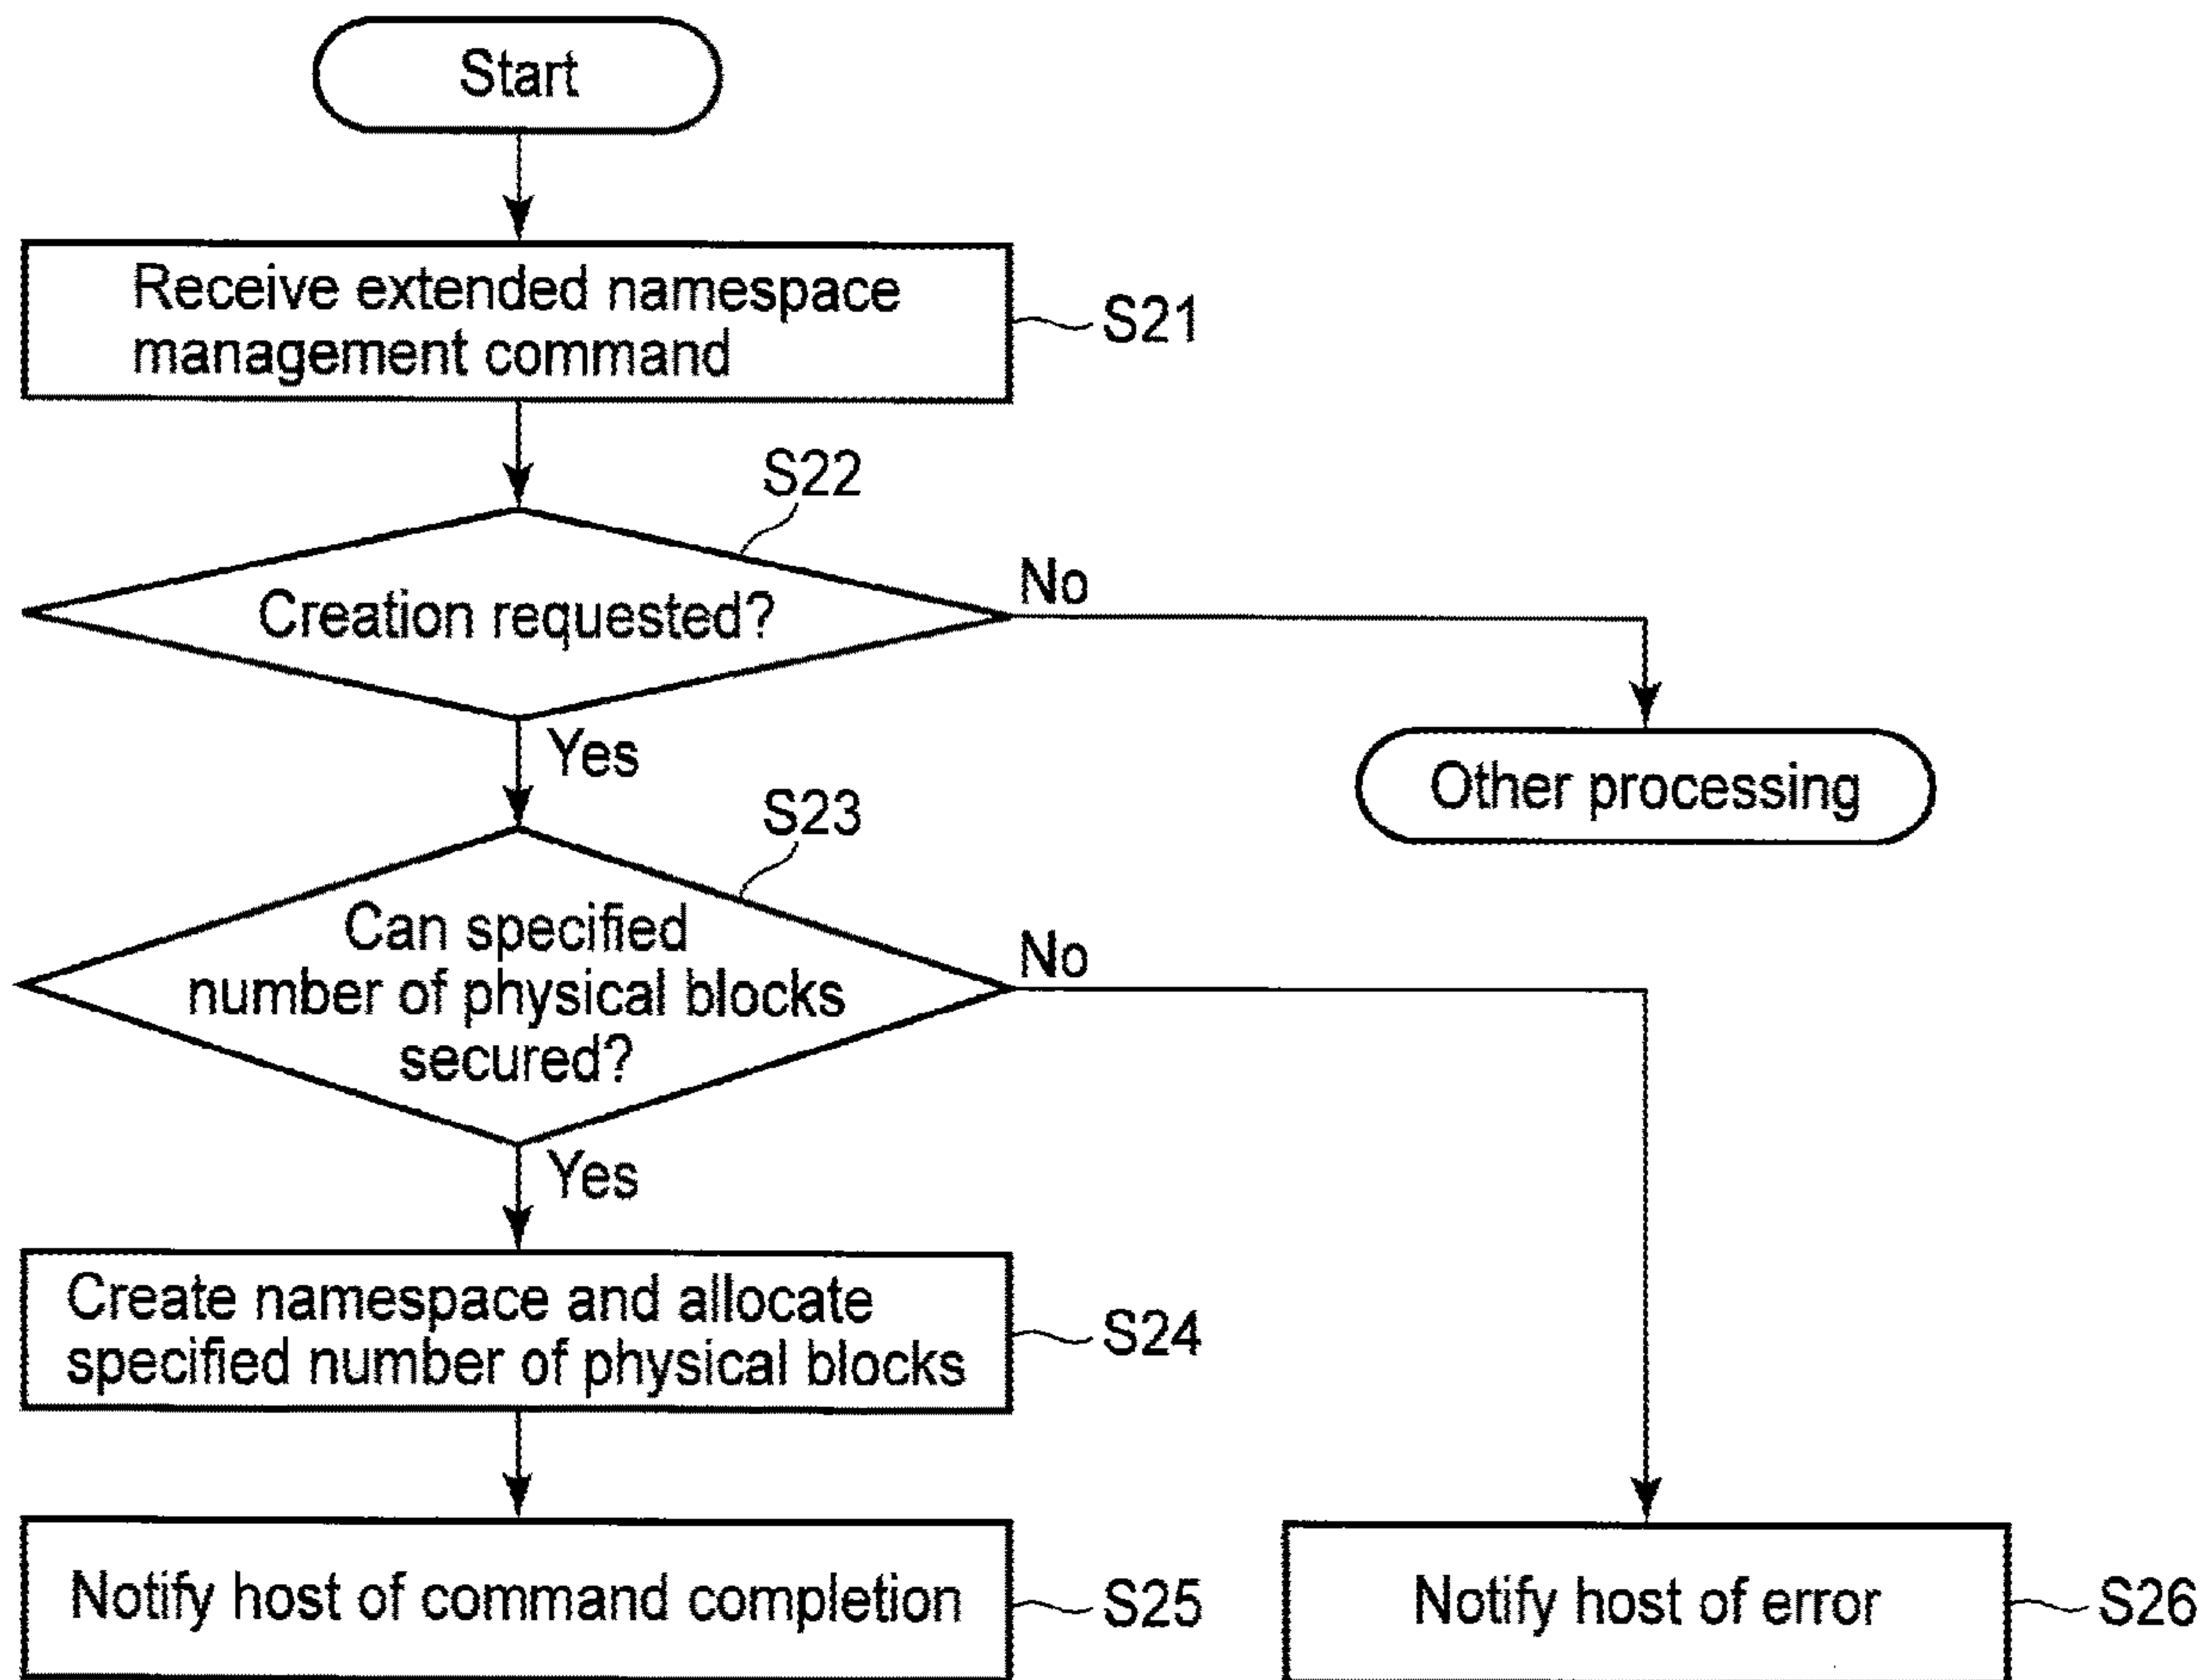 Start
Receive extended namespace
management command
S21
S22
Creation requested?
No
Yes
Other processing
S23
Can specified
number of physical blocks
secured?
No
Yes
Create namespace and allocate
specified number of physical blocks
S24
Notify host of command completion
S25
Notify host of error
S26